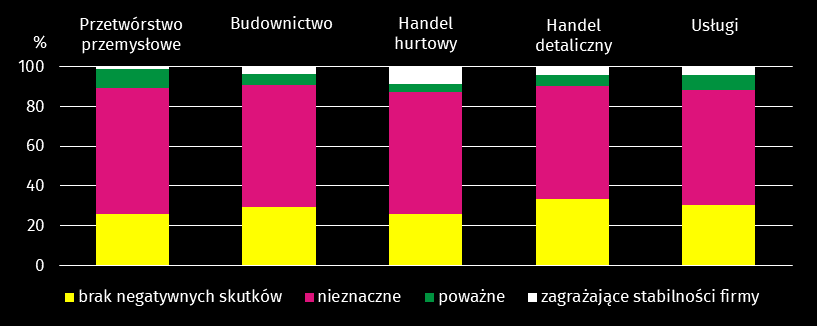 Przetwórstwo
przemysłowe
Budownictwo
Handel
hurtowy
Handel
detaliczny
Usługi
%
100
80
60
40
20
0
brak negatywnych skutków
nieznaczne
poważne
zagrażające stabilności firmy